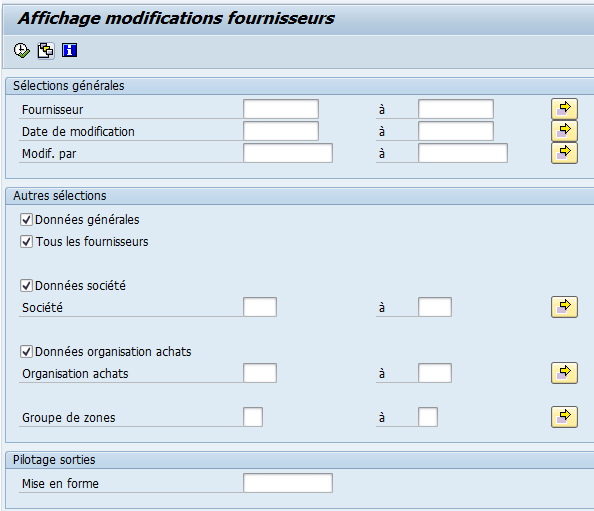 Affichage modifications fournisseurs
Sélections générales
Fournisseur à
Date de modification à
Modif. par à
Autres sélections
Données générales
Tous les fournisseurs
Données société
Société à
Données organisation achats
Organisation achats à
Groupe de zones à
Pilotage sorties
Mise en forme